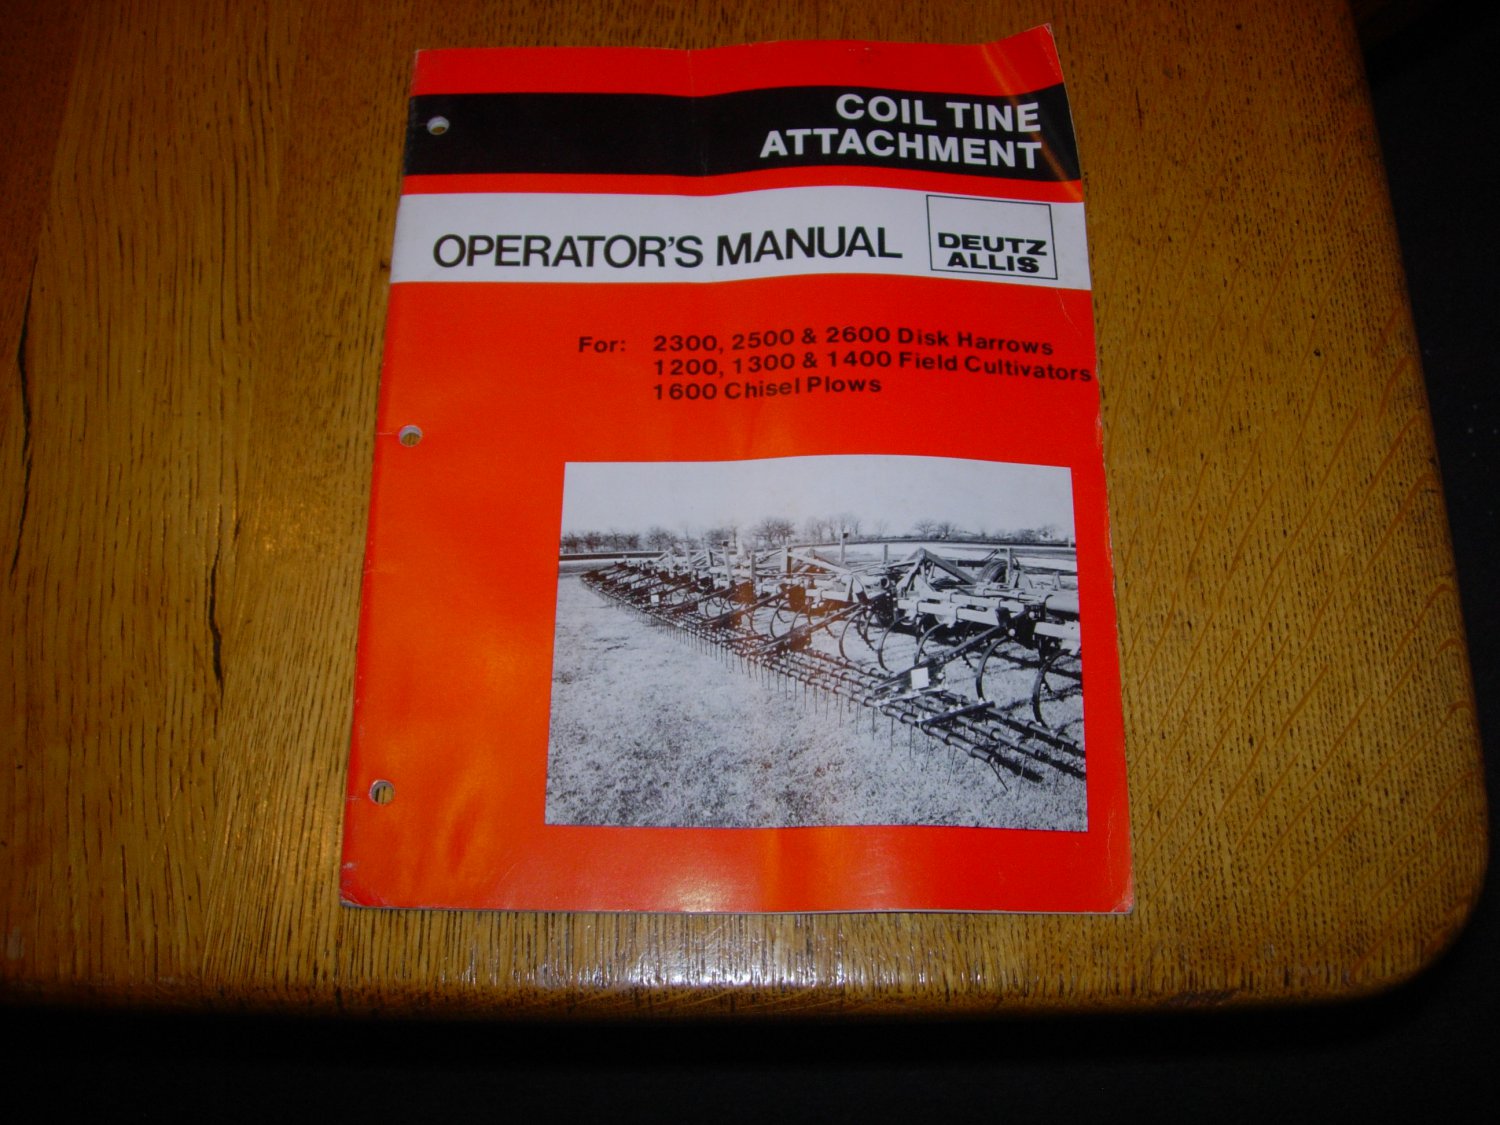 COIL TINE
ATTACHMENT
OPERATOR'S MANUAL
DEUTZ
ALLIS
For: 2300, 2500 & 2600 Disk Harrows
1200, 1300 & 1400 Field Cultivators
1600 Chisel Plows